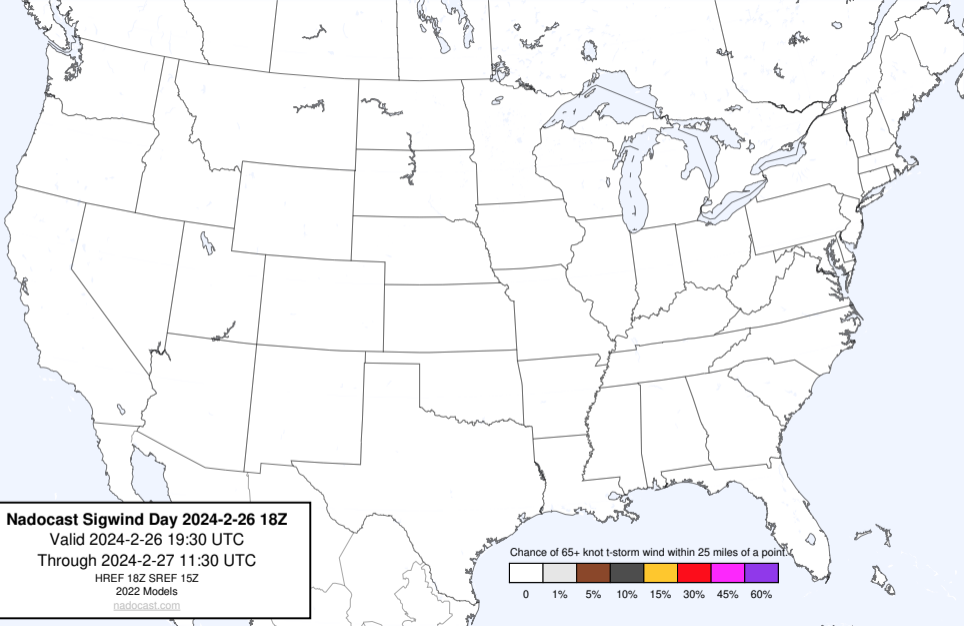 Nadocast Sigwind Day 2024-2-26 18Z
Valid 2024-2-26 19:30 UTC
Through 2024-2-27 11:30 UTC
HREF 18Z SREF 15Z
2022 Models
nadocast.com
Chance of 65+ knot t-storm wind within 25 miles of a point.
0 1% 5% 10% 15% 30% 45% 60%